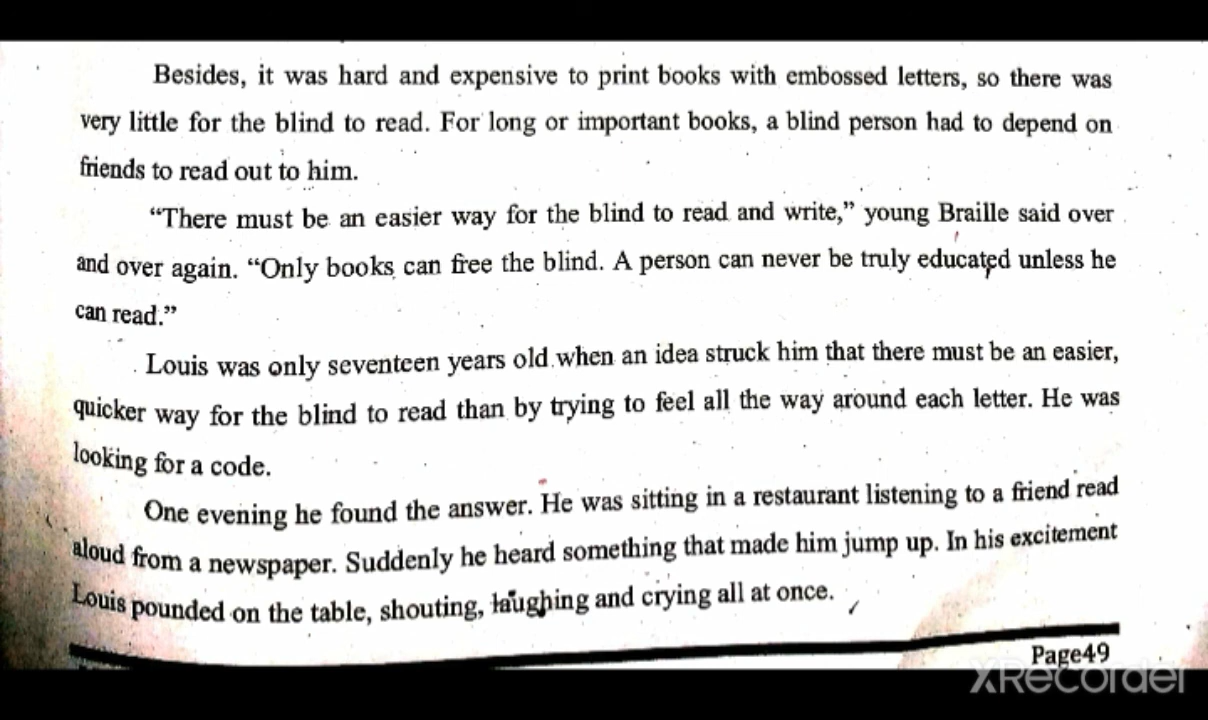 Besides, it was hard and expensive to print books with embossed letters, so there was
very little for the blind to read. For long or important books, a blind person had to depend on
friends to read out to him.
“There must be an easier way for the blind to read and write,” young Braille said over
and over again. “Only books can free the blind. A person can never be truly educated unless he
can read.”
Louis was only seventeen years old when an idea struck him that there must be an easier,
quicker way for the blind to read than by trying to feel all the way around each letter. He was
looking for a code.
One evening he found the answer. He was sitting in a restaurant listening to a friend read
aloud from a newspaper. Suddenly he heard something that made him jump up. In his excitement
Louis pounded on the table, shouting, laughing and crying all at once.
Page49
XRecorder